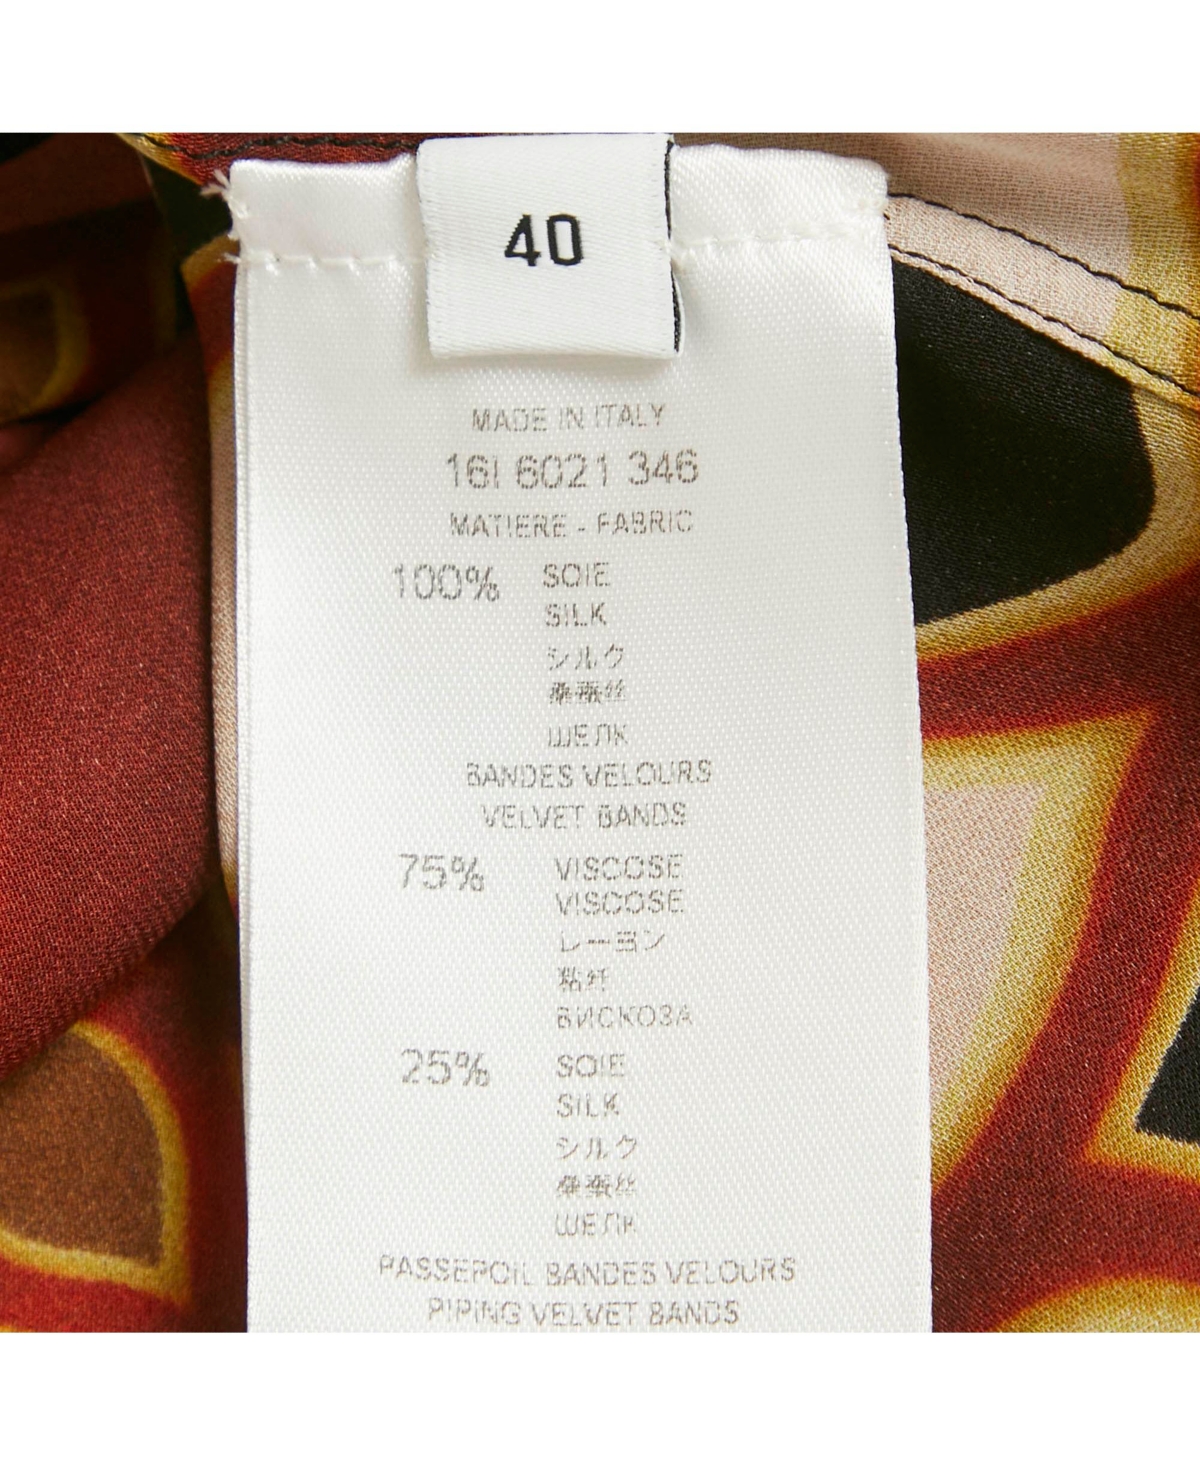 40
MADE IN ITALY
16I 6021 346
MATIERE - FABRIC
100% SOIE
SILK
シルク
桑蚕丝
ШЕЛК
BANDES VELOURS
VELVET BANDS
75% VISCOSE
VISCOSE
レーヨン
粘纤
ВИСКОЗА
25% SOIE
SILK
シルク
桑蚕丝
ШЕЛК
PASSEPOIL BANDES VELOURS
PIPING VELVET BANDS